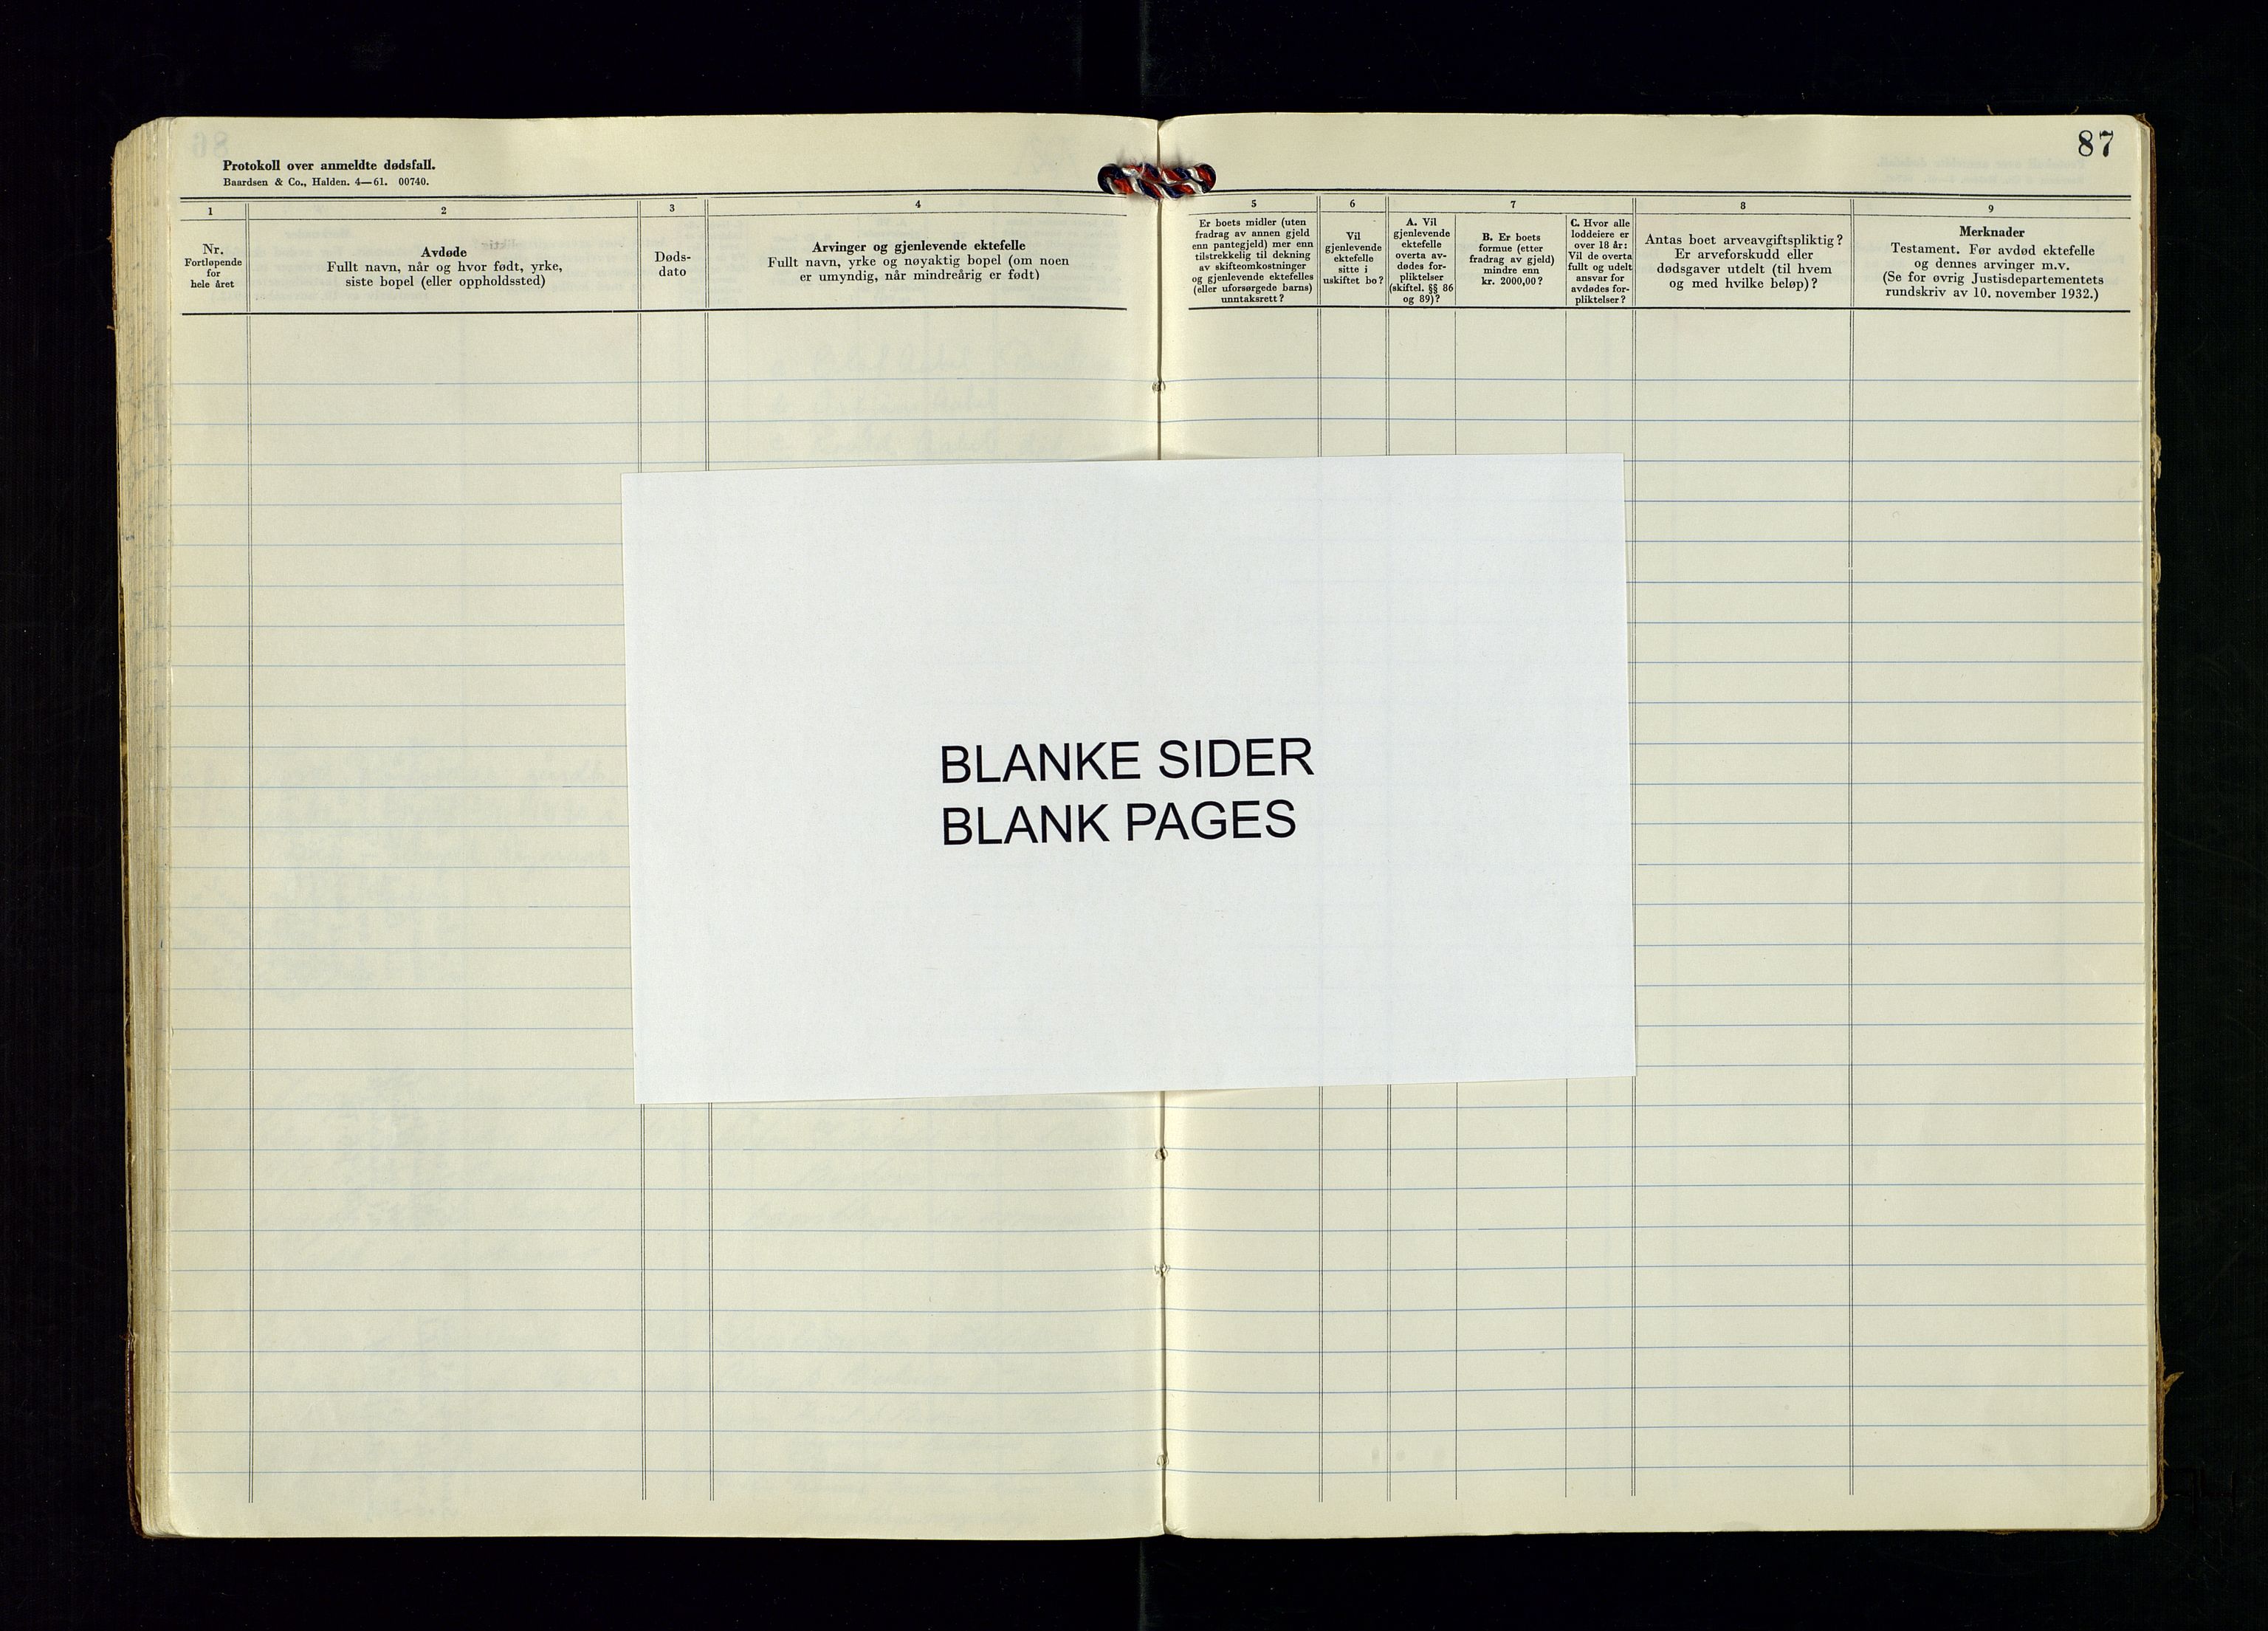 87
Protokoll over anmeldte dødsfall.
Baardsen & Co., Halden. 4—61. 00740.
1
Nr.
Fortløpende
for
hele året
2
Avdøde
Fullt navn, når og hvor født, yrke,
siste bopel (eller oppholdssted)
3
Døds-
dato
4
Arvinger og gjenlevende ektefelle
Fullt navn, yrke og nøyaktig bopel (om noen
er umyndig, når mindreårig er født)
5
Er boets midler (uten
fradrag av annen gjeld
enn pantegjeld) mer enn
tilstrekkelig til dekning
av skifteomkostninger
og gjenlevende ektefelles
(eller uforsørgede barns)
unntaksrett?
6
Vil
gjenlevende
ektefelle
sitte i
uskiftet bo?
7
A. Vil
gjenlevende
ektefelle
overta av-
dødes for-
pliktelser
(skiftel. §§ 86
og 89)?
B. Er boets
formue (etter
fradrag av gjeld)
mindre enn
kr. 2000,00?
C. Hvor alle
loddeiere er
over 18 år:
Vil de overta
fullt og udelt
ansvar for
avdødes for-
pliktelser?
8
Antas boet arveavgiftspliktig?
Er arveforskudd eller
dødsgaver utdelt (til hvem
og med hvilke beløp)?
9
Merknader
Testament. Før avdød ektefelle
og dennes arvinger m.v.
(Se for øvrig Justisdepartementets
rundskriv av 10. november 1932.)
BLANKE SIDER
BLANK PAGES